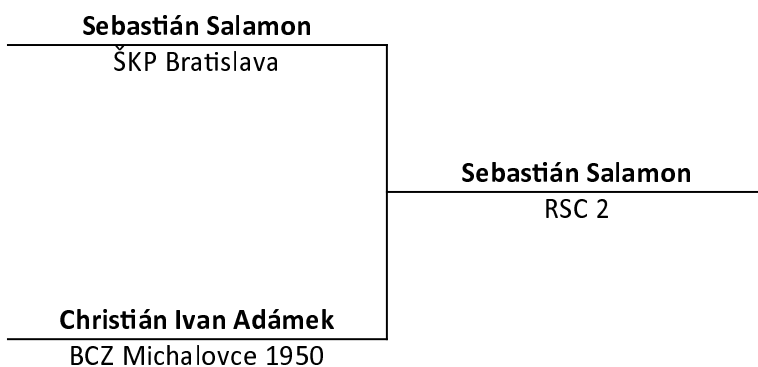 Sebastián Salamon
ŠKP Bratislava
Sebastián Salamon
RSC 2
Christián Ivan Adámek
BCZ Michalovce 1950